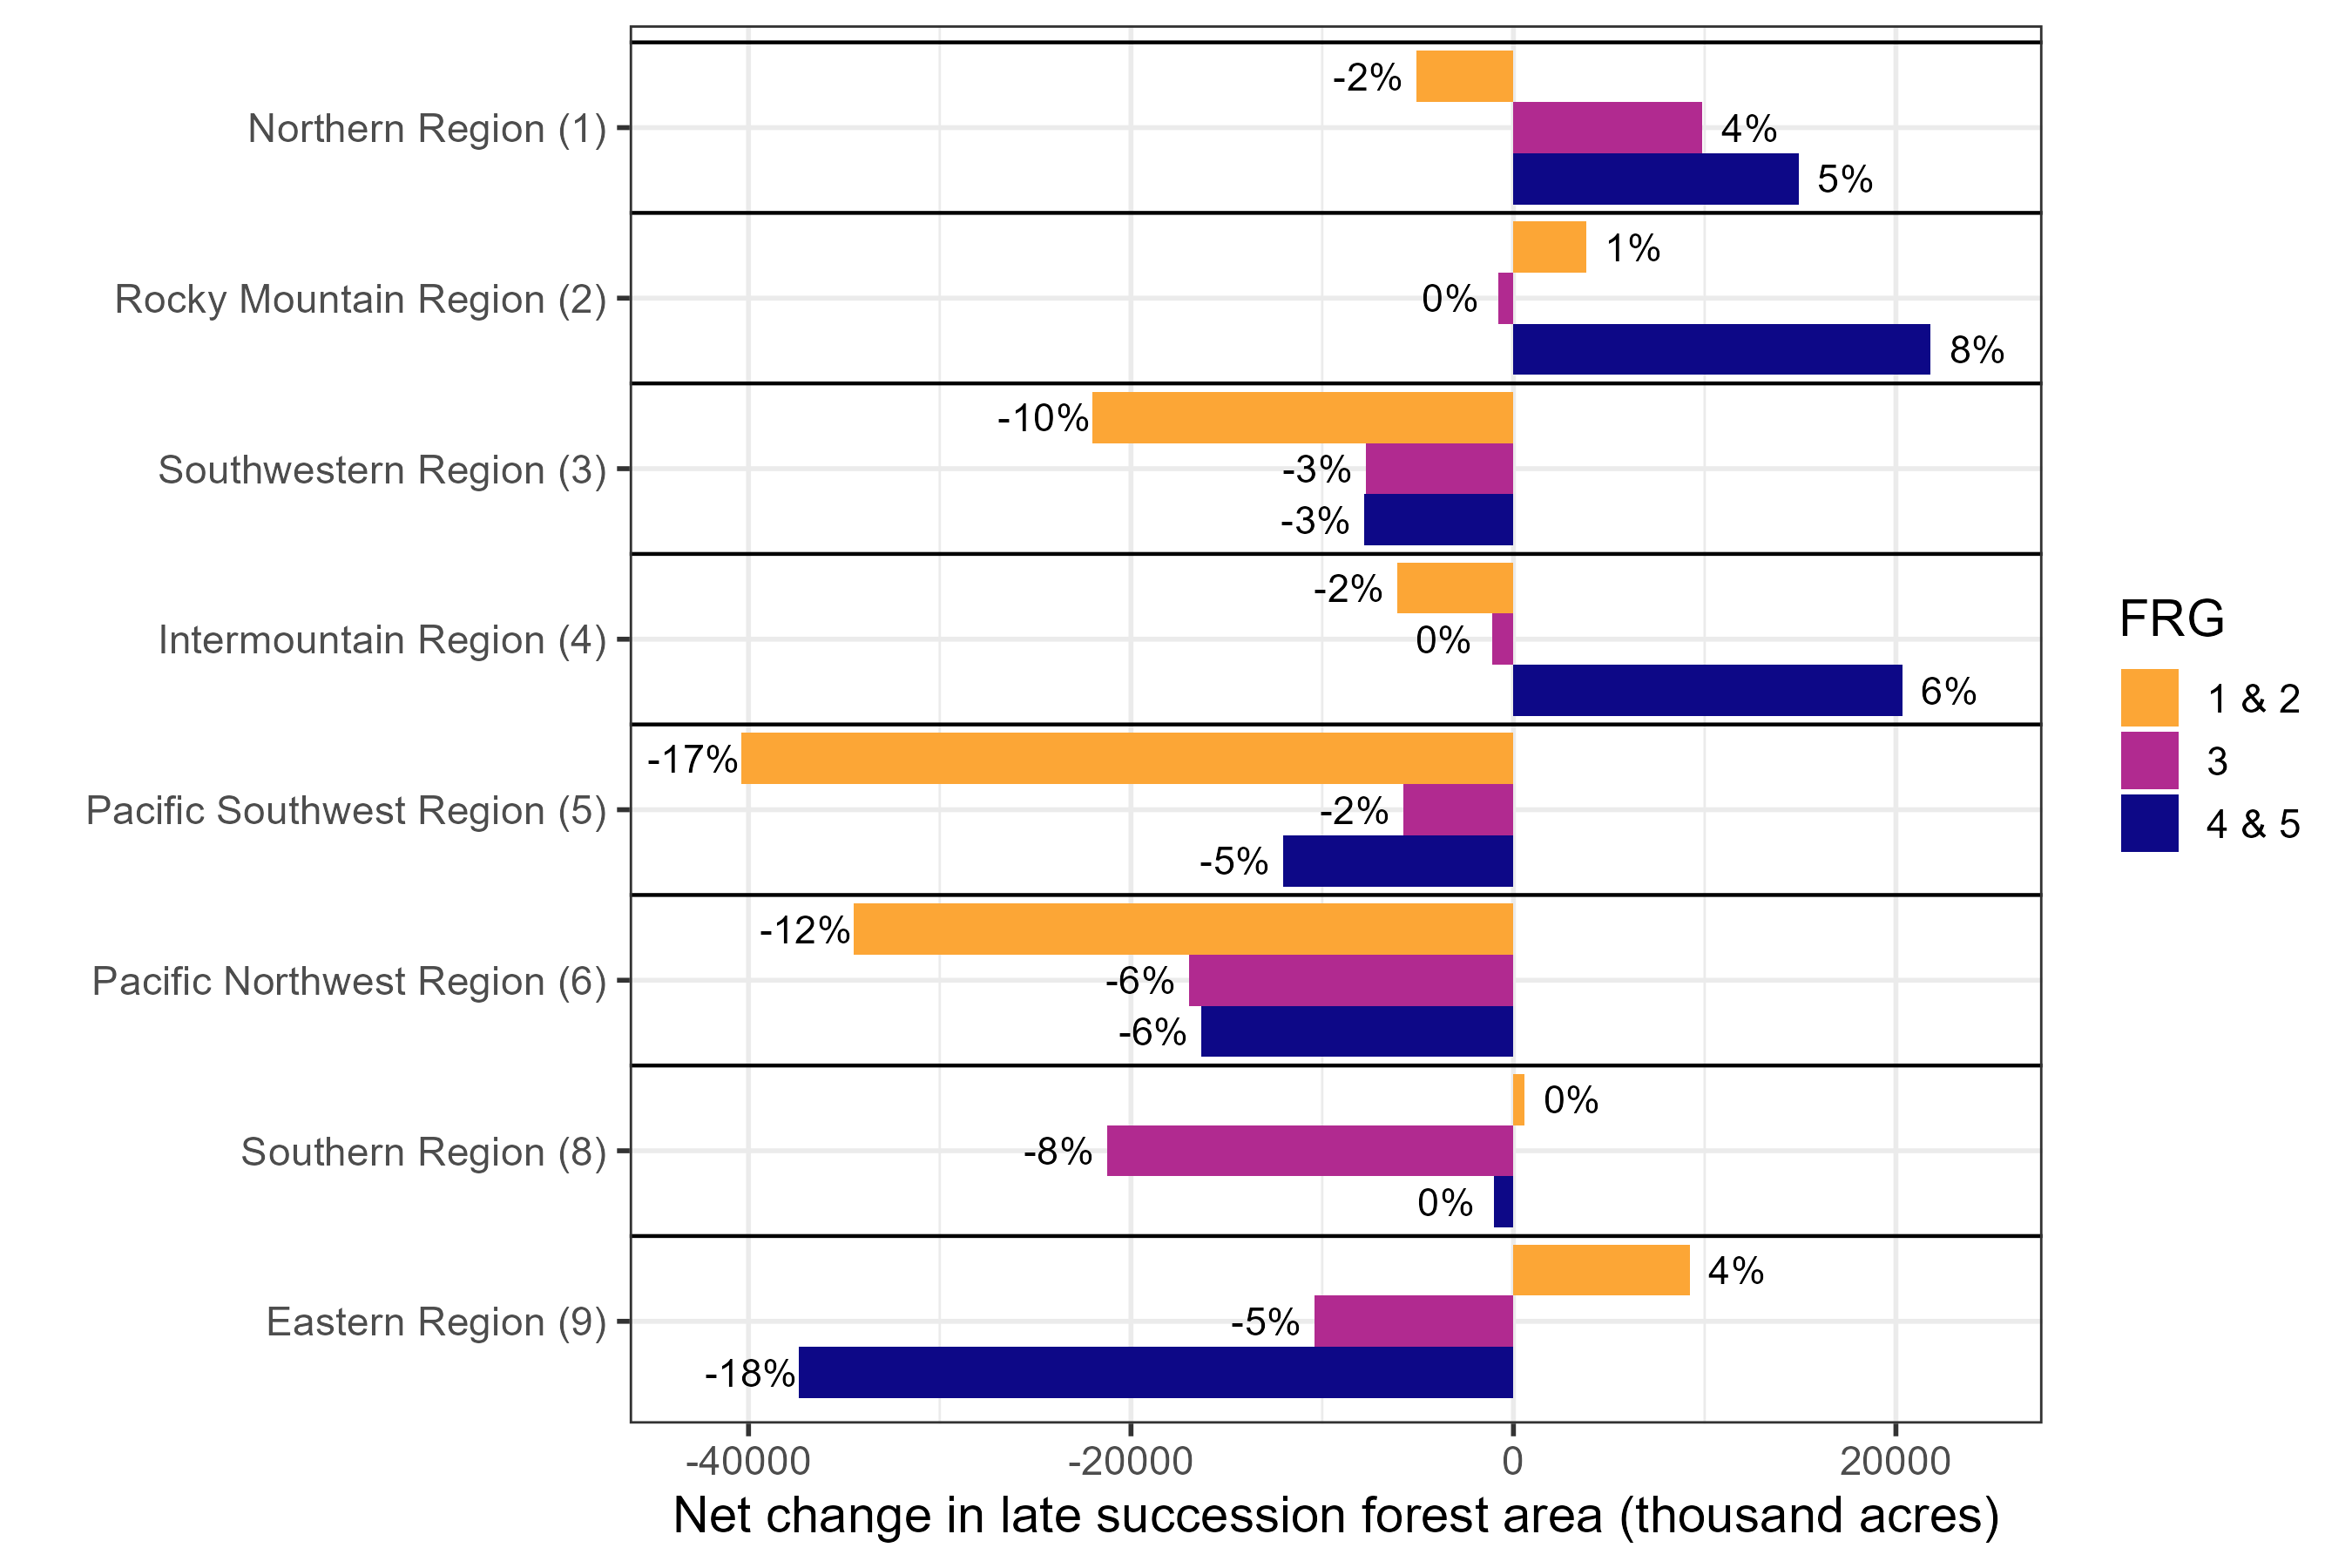 -2%
Northern Region (1)
4%
5%
1%
Rocky Mountain Region (2)
0%
8%
-10%
Southwestern Region (3)
-3%
-3%
-2%
Intermountain Region (4)
0%
6%
-17%
Pacific Southwest Region (5)
-2%
-5%
-12%
Pacific Northwest Region (6)
-6%
-6%
0%
Southern Region (8)
-8%
0%
4%
Eastern Region (9)
-5%
-18%
-40000
-20000
0
20000
Net change in late succession forest area (thousand acres)
FRG
1 & 2
3
4 & 5